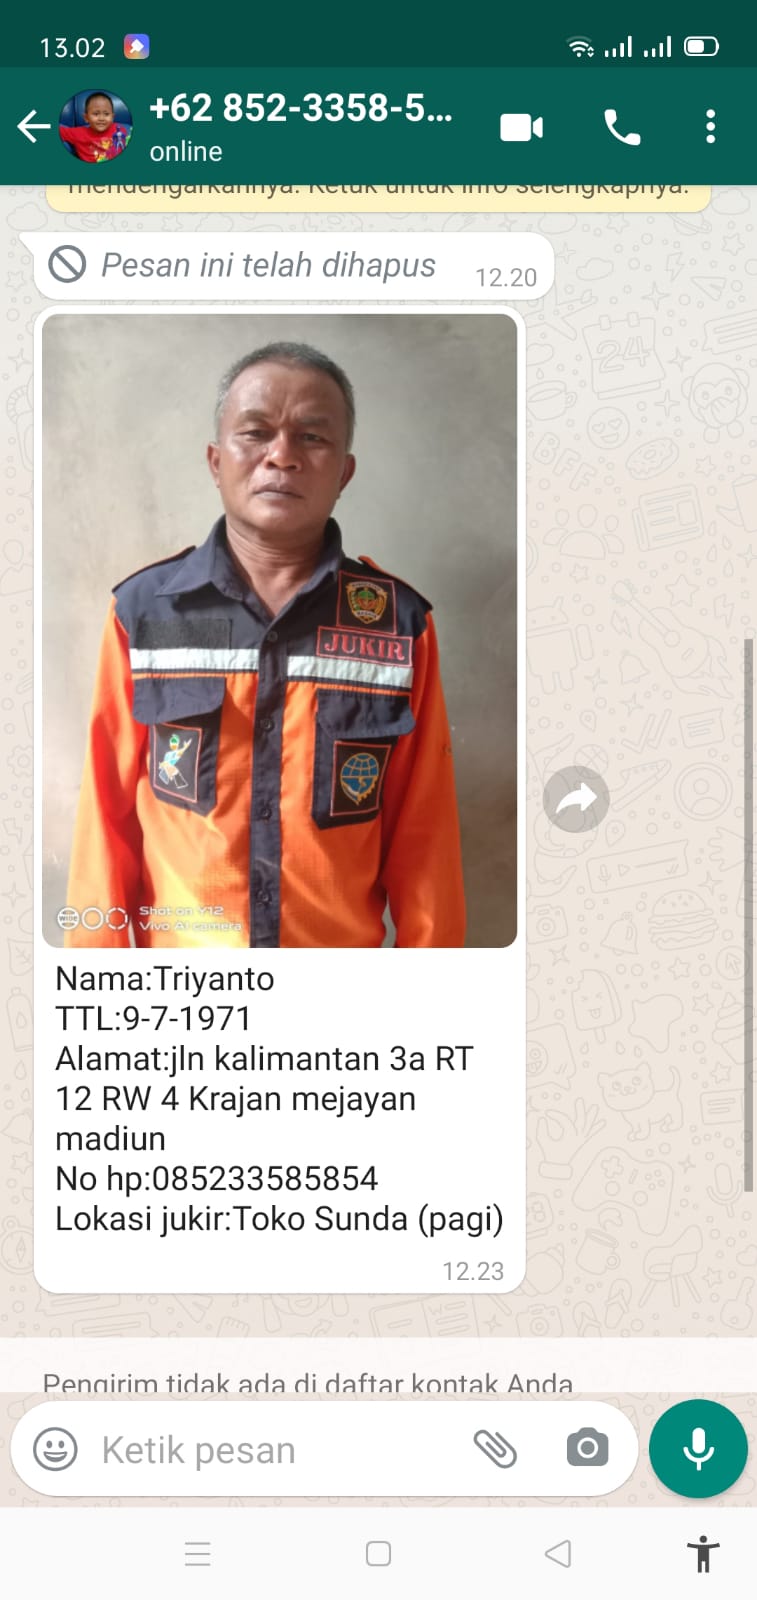 13.02
+62 852-3358-5...
online
mendengarkannya. Ketuk untuk info selengkapnya.
Pesan ini telah dihapus
12.20
JUKIR
WIDE
Shot on Y12
Vivo AI camera
Nama:Triyanto
TTL:9-7-1971
Alamat:jln kalimantan 3a RT
12 RW 4 Krajan mejayan
madiun
No hp:085233585854
Lokasi jukir:Toko Sunda (pagi)
12.23
Pengirim tidak ada di daftar kontak Anda
Ketik pesan